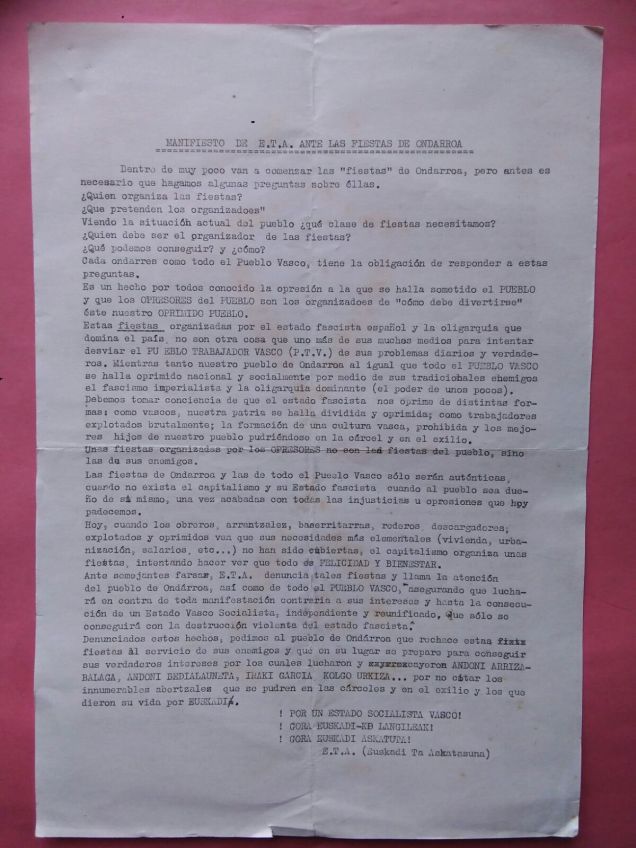 MANIFIESTO DE E.T.A. ANTE LAS FIESTAS DE ONDARROA
Dentro de muy poco van a comenzar las "fiestas" de Ondarroa, pero antes es
necesario que hagamos algunas preguntas sobre éllas.
¿Quien organiza las fiestas?
¿Que pretenden los organizadoes"
Viendo la situación actual del pueblo ¿qué clase de fiestas necesitamos?
¿Quien debe ser el organizador de las fiestas?
¿Qué podemos conseguir? y ¿cómo?
Cada ondarres como todo el Pueblo Vasco, tiene la obligación de responder a estas
preguntas.
Es un hecho por todos conocido la opresión a la que se halla sometido el PUEBLO
y que los OPRESORES del PUEBLO son los organizadoes de "cómo debe divertirse"
éste nuestro OPRIMIDO PUEBLO.
Estas fiestas organizadas por el estado fascista español y la oligarquia que
domina el país, no son otra cosa que uno más de sus muchos medios para intentar
desviar el PU EBLO TRABAJADOR VASCO (P.T.V.) de sus problemas diarios y verdade-
ros. Mientras tanto nuestro pueblo de Ondarroa al igual que todo el PUEBLO VASCO
se halla oprimido nacional y socialmente por medio de sus tradicionales enemigos
el fascismo imperialista y la oligarquia dominante (el poder de unos pocos).
Debemos tomar conciencia de que el estado fascista nos oprime de distintas for-
mas: como vascos, nuestra patria se halla dividida y oprimida; como trabajadores
explotados brutalmente; la formación de una cultura vasca, prohibida y los mejo-
res hijos de nuestro pueblo pudriéndose en la cárcel y en el exilio.
Unas fiestas organizadas por los OPRESORES no son las fiestas del pueblo, sino
las de sus enemigos.
Las fiestas de Ondarroa y las de todo el Pueblo Vasco sólo serán auténticas,
cuando no exista el capitalismo y su Estado fascista cuando al pueblo sea due-
ño de si mismo, una vez acabadas con todas las injusticias u opresiones que hoy
padecemos.
Hoy, cuando los obreros, arrantzalez, baserritarras, rederos, descargadores;
explotados y oprimidos ven que sus necesidades más elementales (vivienda, urba-
nización, salarios, etc...) no han sido cubiertas, el capitalismo organiza unas
fiestas, intentando hacer ver que todo es FELICIDAD Y BIENESTAR.
Ante semejantes farsas, E.T.A. denuncia tales fiestas y llama la atención
del pueblo de Ondárroa, así como de todo el PUEBLO VASCO, "asegurando que lucha-
rá en contra de toda manifestación contraria a sus intereses y hasta la consecu-
ción de un Estado Vasco Socialista, independiente y reunificado, que sólo se
conseguirá con la destrucción violenta del estado fascista."
Denunciados estos hechos, pedimos al pueblo de Ondárroa que rechace estas
fiestas al servicio de sus enemigos y que en su lugar se prepare para conseguir
sus verdaderos intereses por los cuales lucharon y cayeron ANDONI ARRIZA-
BALAGA, ANDONI BEDIALAUNETA, IÑAKI GARCIA, KOLGO URKIZA... por no citar los
innumerables abertzales que se pudren en las cárceles y en el exilio y los que
dieron su vida por EUSKADI.
! POR UN ESTADO SOCIALISTA VASCO!
! GORA EUSKADI-KO LANGILEAK!
! GORA EUSKADI ASKATUTA!
E.T.A. (Euskadi Ta Askatasuna)